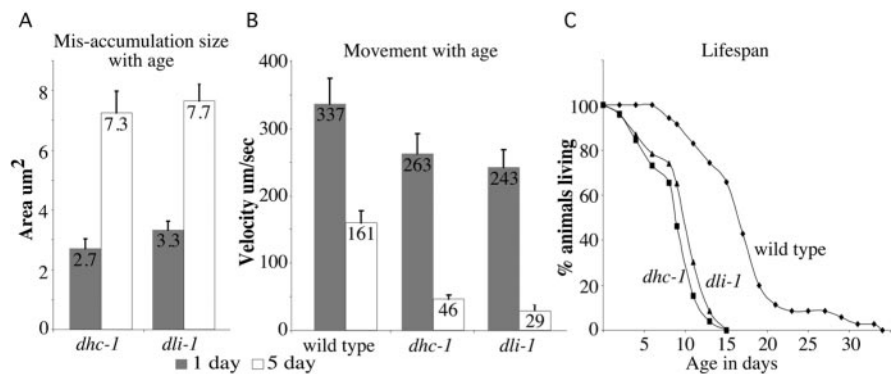 A
Mis-accumulation size
with age
Area um²
8
6
4
2
0
2.7
7.3
3.3
7.7
dhc-1
dli-1
B
Movement with age
Velocity um/sec
400
300
200
100
0
337
161
263
46
243
29
wild type
dhc-1
dli-1
1 day
5 day
C
Lifespan
% animals living
100
80
60
40
20
0
wild type
dhc-1
dli-1
5
10
15
20
25
30
Age in days